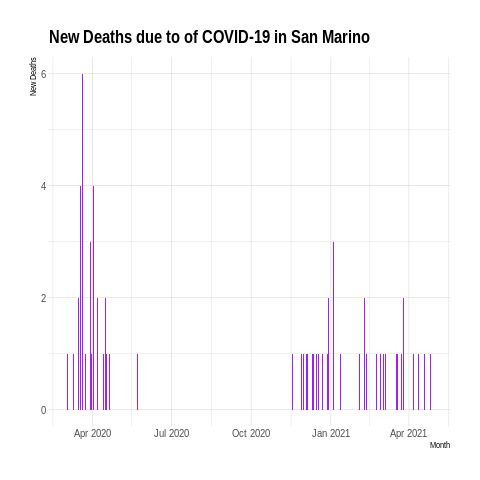 New Deaths due to of COVID-19 in San Marino
New Deaths
6
4
2
0
Apr 2020 Jul 2020 Oct 2020 Jan 2021 Apr 2021
Month